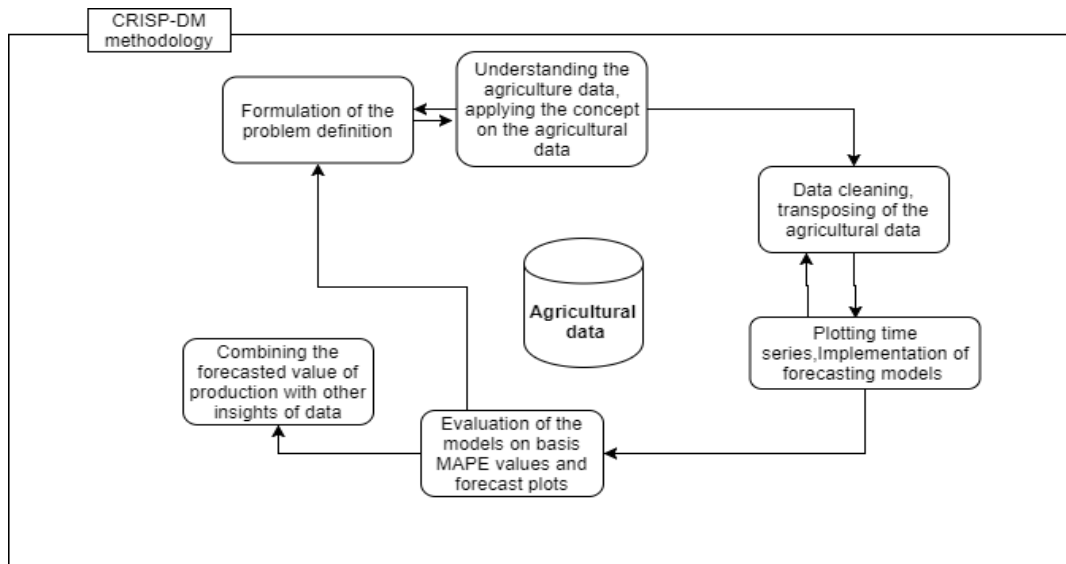 CRISP-DM
methodology
Formulation of the
problem definition
Understanding the
agriculture data,
applying the concept
on the agricultural
data
Data cleaning,
transposing of the
agricultural data
Agricultural
data
Plotting time
series,Implementation of
forecasting models
Combining the
forecasted value of
production with other
insights of data
Evaluation of the
models on basis
MAPE values and
forecast plots